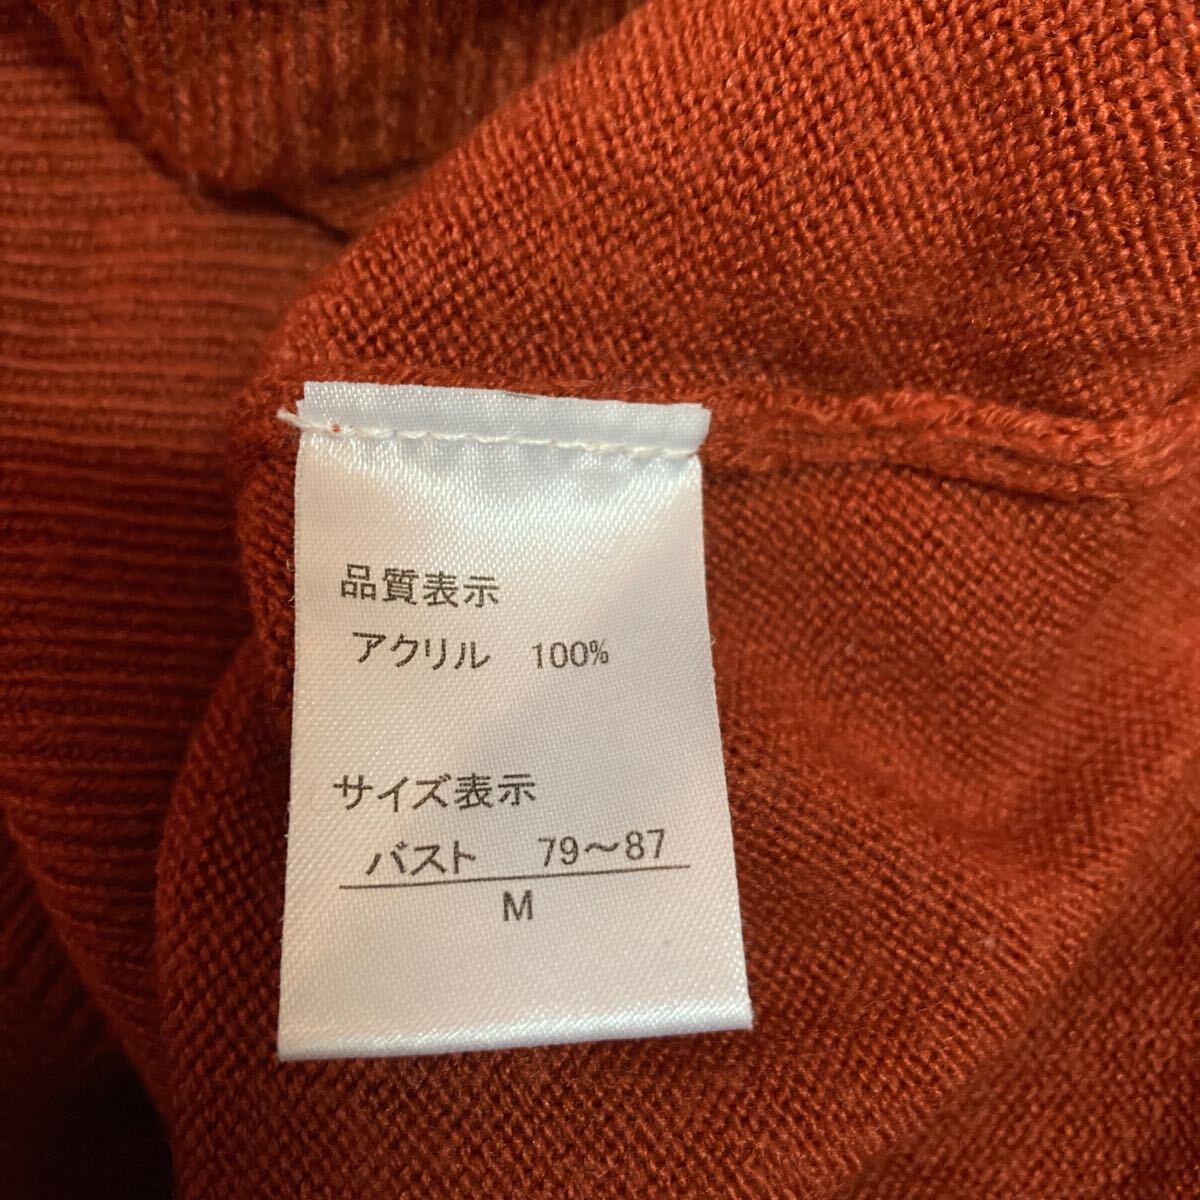 品質表示
アクリル 100%
サイズ表示
バスト 79～87
M